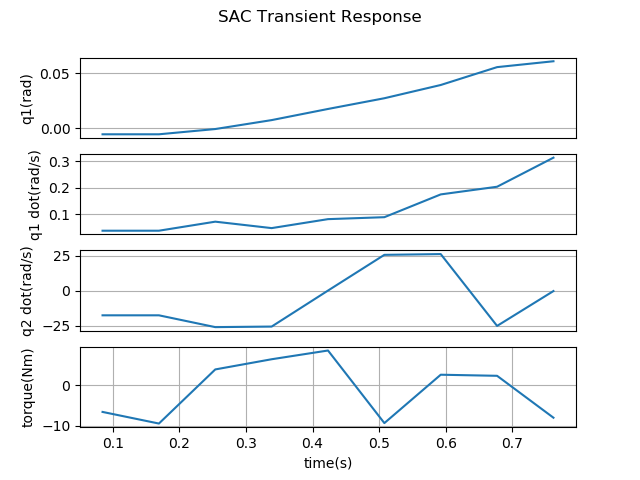 SAC Transient Response
q1(rad)
0.05
0.00
q1 dot(rad/s)
0.3
0.2
0.1
q2 dot(rad/s)
25
0
−25
torque(Nm)
0
−10
0.1 0.2 0.3 0.4 0.5 0.6 0.7
time(s)